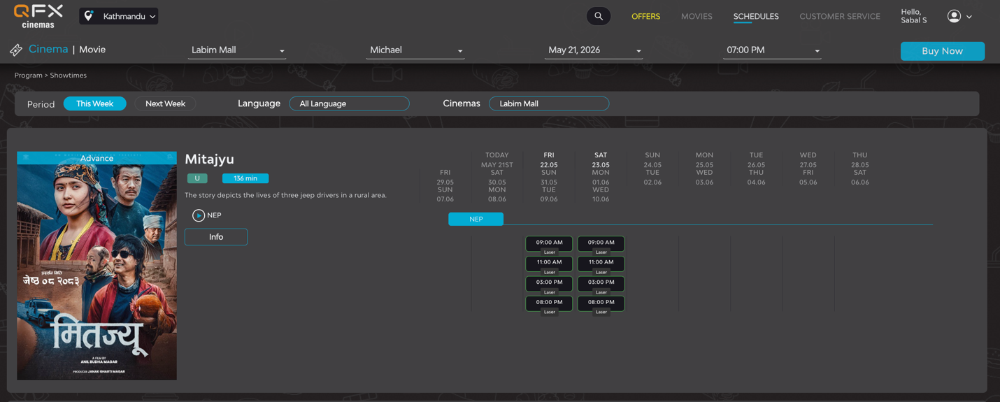 QFX
cinemas
Kathmandu
OFFERS
MOVIES
SCHEDULES
CUSTOMER SERVICE
Hello,
Sabal S
Cinema | Movie
Labim Mall
Michael
May 21, 2026
07:00 PM
Buy Now
Program > Showtimes
Period
This Week
Next Week
Language
All Language
Cinemas
Labim Mall
Advance
जेष्ठ ०८ २०८३
मितज्यू
A FILM BY
ANIL BUDHA MAGAR
PRODUCER JANAK GHARTI MAGAR
Mitajyu
U
136 min
The story depicts the lives of three jeep drivers in a rural area.
NEP
Info
TODAY FRI SAT SUN MON TUE WED THU
MAY 21ST 22.05 23.05 24.05 25.05 26.05 27.05 28.05
FRI SAT SUN MON TUE WED THU FRI SAT
29.05 30.05 31.05 01.06 02.06 03.06 04.06 05.06 06.06
SUN MON TUE WED
07.06 08.06 09.06 10.06
NEP
09:00 AM 09:00 AM
Laser Laser
11:00 AM 11:00 AM
Laser Laser
03:00 PM 03:00 PM
Laser Laser
08:00 PM 08:00 PM
Laser Laser